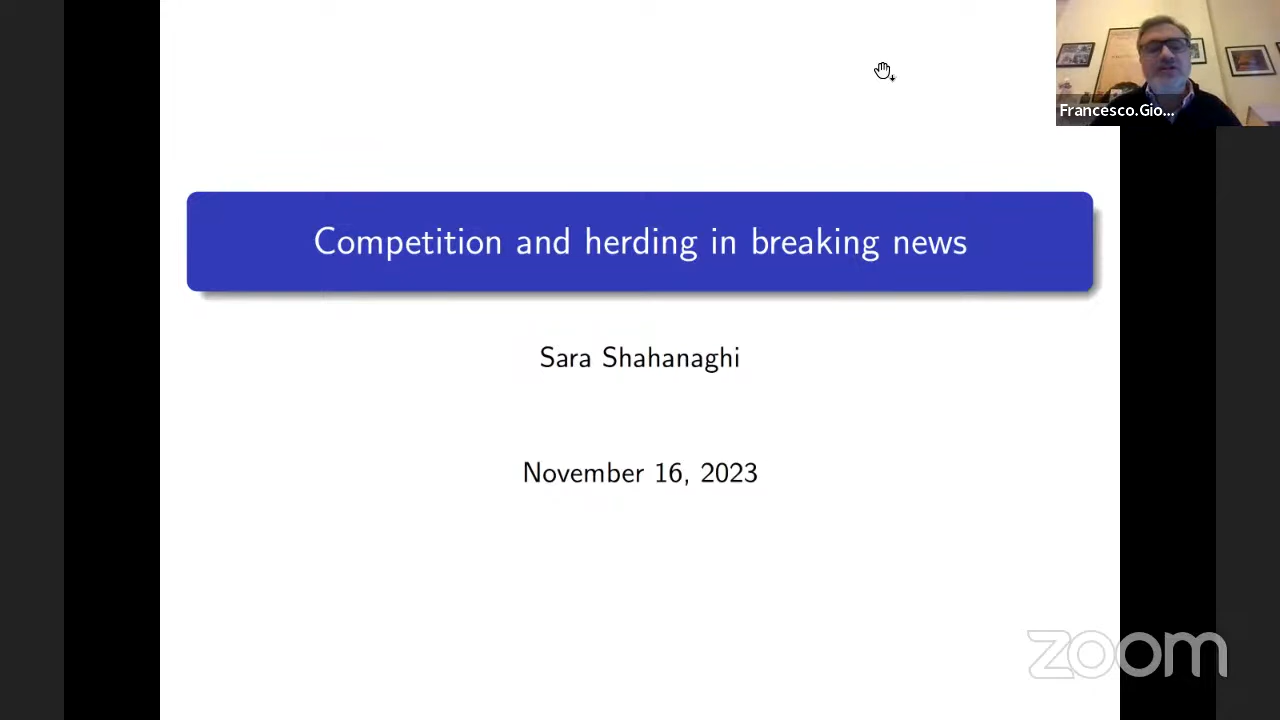 Francesco.Gio...
Competition and herding in breaking news
Sara Shahanaghi
November 16, 2023
zoom